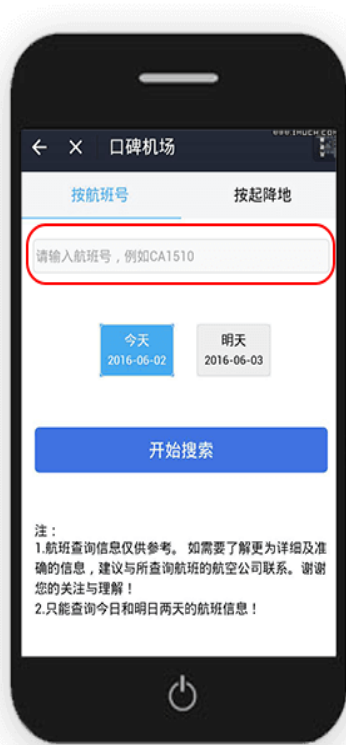 口碑机场
按航班号
按起降地
请输入航班号，例如CA1510
今天
2016-06-02
明天
2016-06-03
开始搜索
注：
1.航班查询信息仅供参考。 如需要了解更为详细及准
确的信息，建议与所查询航班的航空公司联系。谢谢
您的关注与理解！
2.只能查询今日和明日两天的航班信息！